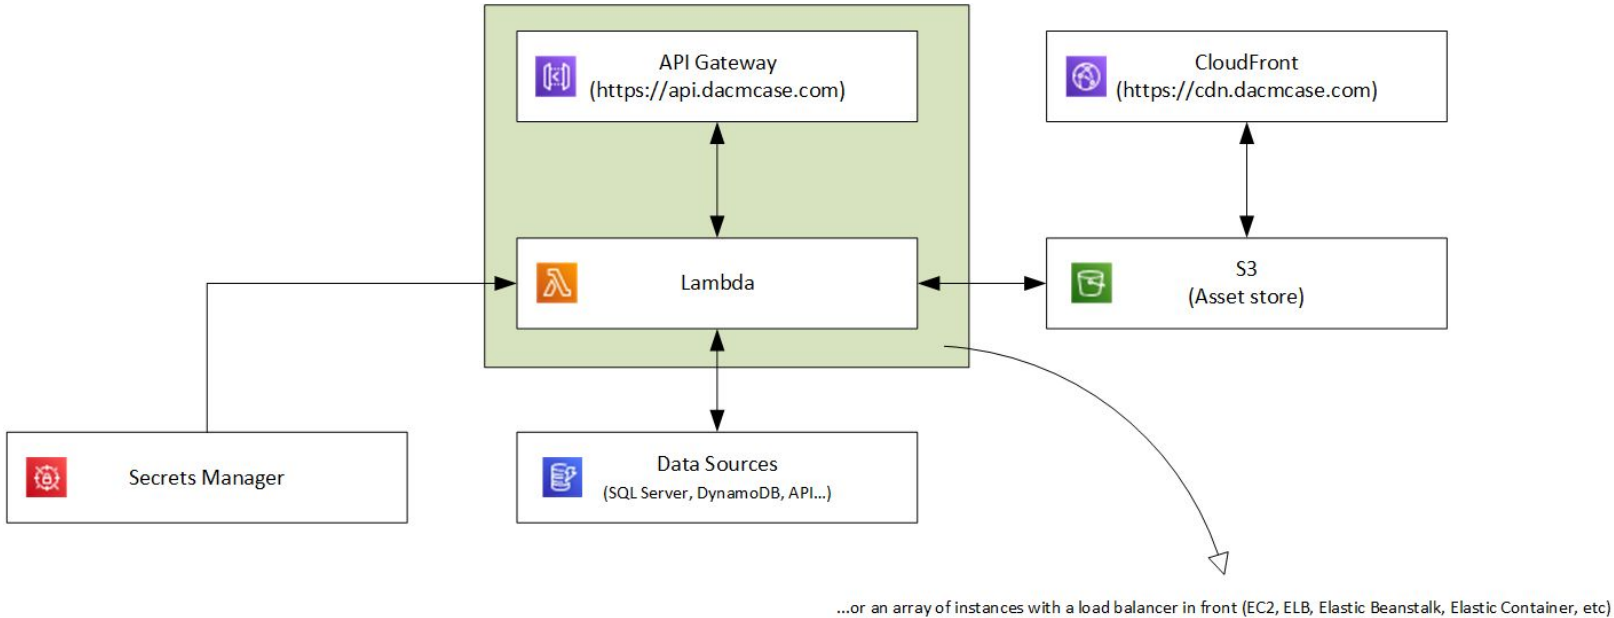 API Gateway
(https://api.dacmcase.com)
CloudFront
(https://cdn.dacmcase.com)
Lambda
S3
(Asset store)
Secrets Manager
Data Sources
(SQL Server, DynamoDB, API...)
...or an array of instances with a load balancer in front (EC2, ELB, Elastic Beanstalk, Elastic Container, etc)